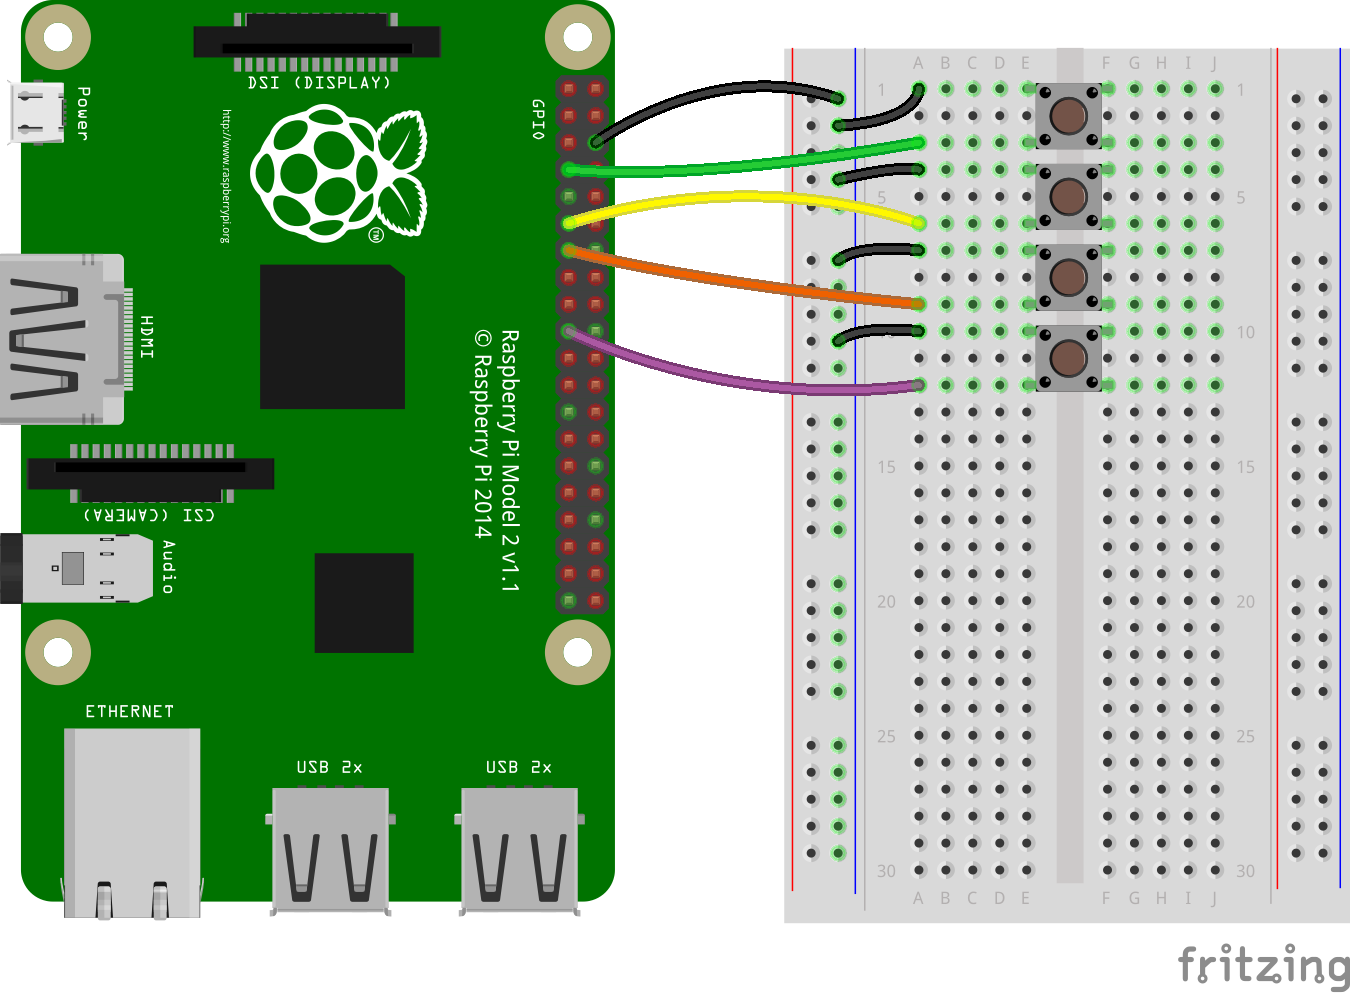 DSI (DISPLAY)
Power
http://www.raspberrypi.org
GPIO
TM
HDMI
Raspberry Pi Model 2 v1.1
© Raspberry Pi 2014
CSI (CAMERA)
Audio
ETHERNET
USB 2x
USB 2x
A B C D E F G H I J
1 1
5 5
10 10
15 15
20 20
25 25
30 30
A B C D E F G H I J
fritzing